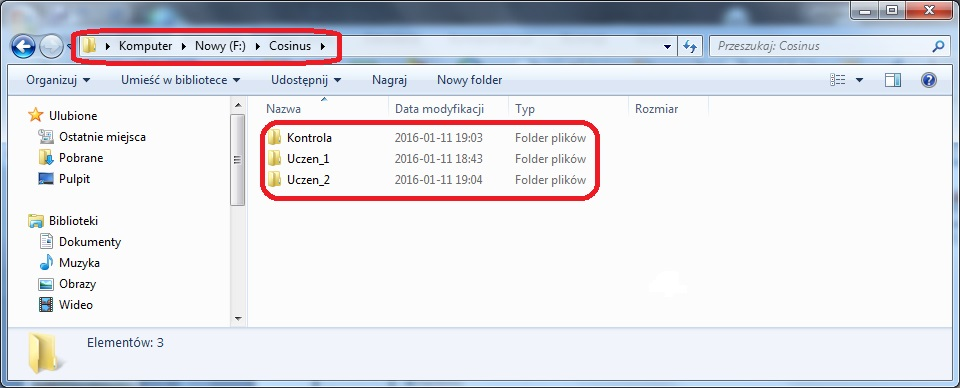 Komputer Nowy (F:) Cosinus
Przeszukaj: Cosinus
Organizuj Umieść w bibliotece Udostępnij Nagraj Nowy folder
Nazwa Data modyfikacji Typ Rozmiar
Ulubione
Ostatnie miejsca
Pobrane
Pulpit
Biblioteki
Dokumenty
Muzyka
Obrazy
Wideo
Kontrola 2016-01-11 19:03 Folder plików
Uczen_1 2016-01-11 18:43 Folder plików
Uczen_2 2016-01-11 19:04 Folder plików
Elementów: 3